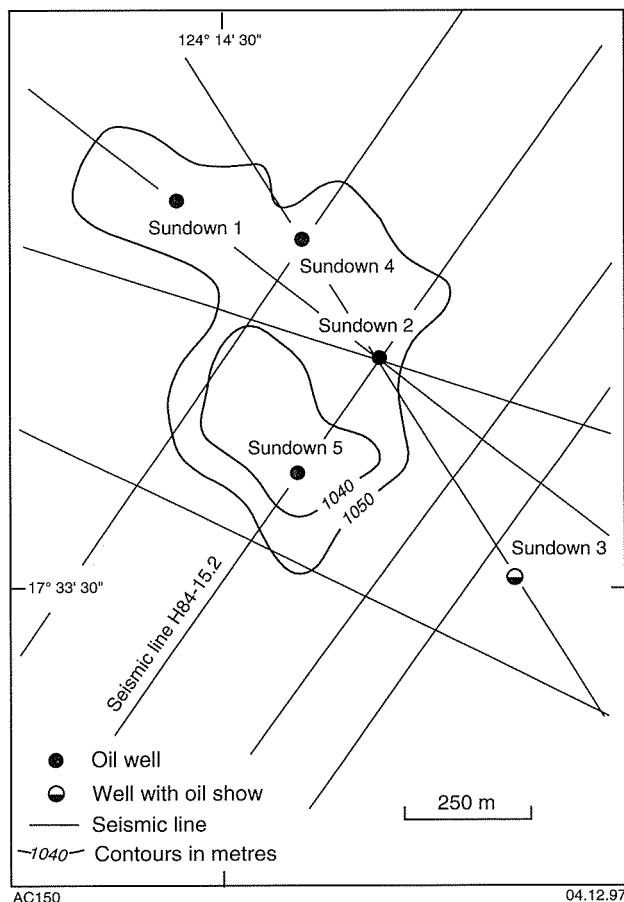 124° 14' 30"
Sundown 1
Sundown 4
Sundown 2
Sundown 5
1040
1050
Sundown 3
17° 33' 30"
Seismic line H84-15.2
Oil well
Well with oil show
250 m
Seismic line
1040
Contours in metres
AC150
04.12.97